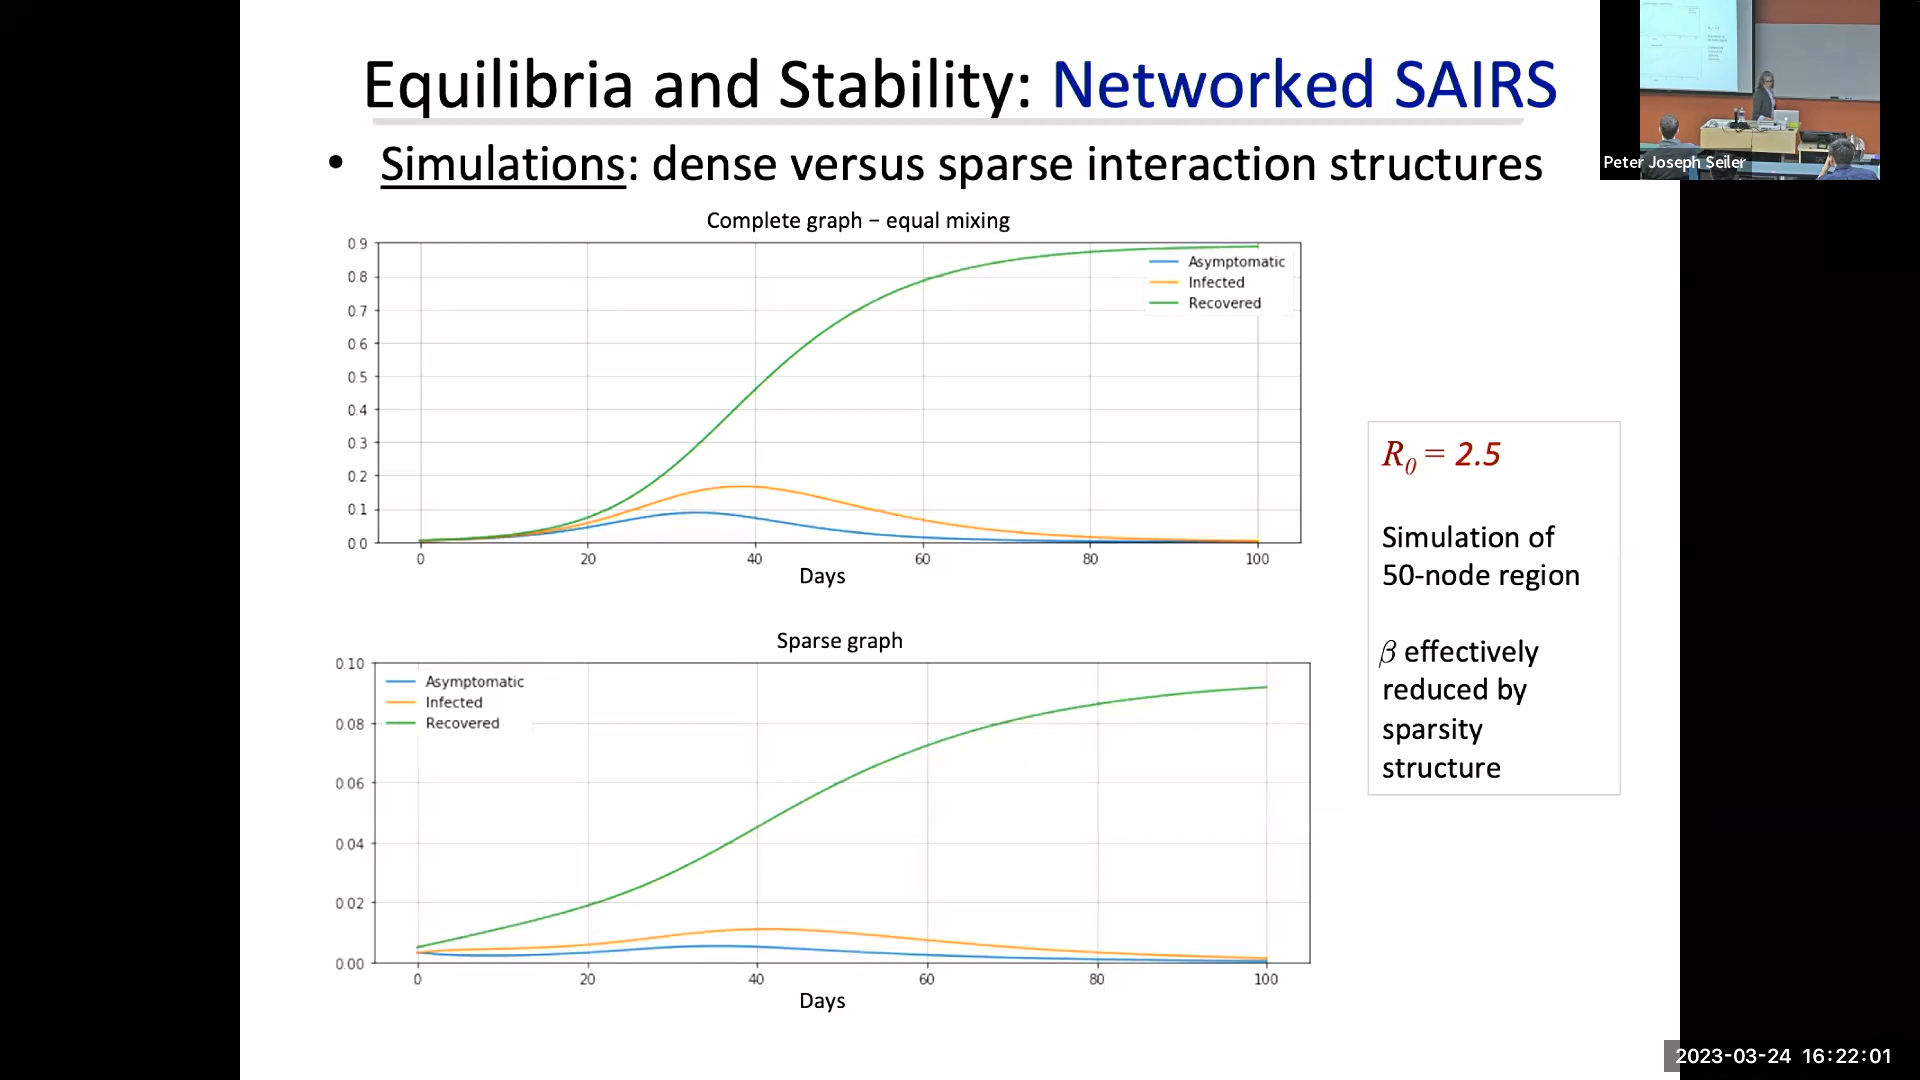 Equilibria and Stability: Networked SAIRS
• Simulations: dense versus sparse interaction structures
Peter Joseph Seiler
Complete graph – equal mixing
0.9
0.8
0.7
0.6
0.5
0.4
0.3
0.2
0.1
0.0
Asymptomatic
Infected
Recovered
0 20 40 60 80 100
Days
R0 = 2.5
Simulation of
50-node region
β effectively
reduced by
sparsity
structure
Sparse graph
0.10
0.08
0.06
0.04
0.02
0.00
Asymptomatic
Infected
Recovered
0 20 40 60 80 100
Days
2023-03-24 16:22:01